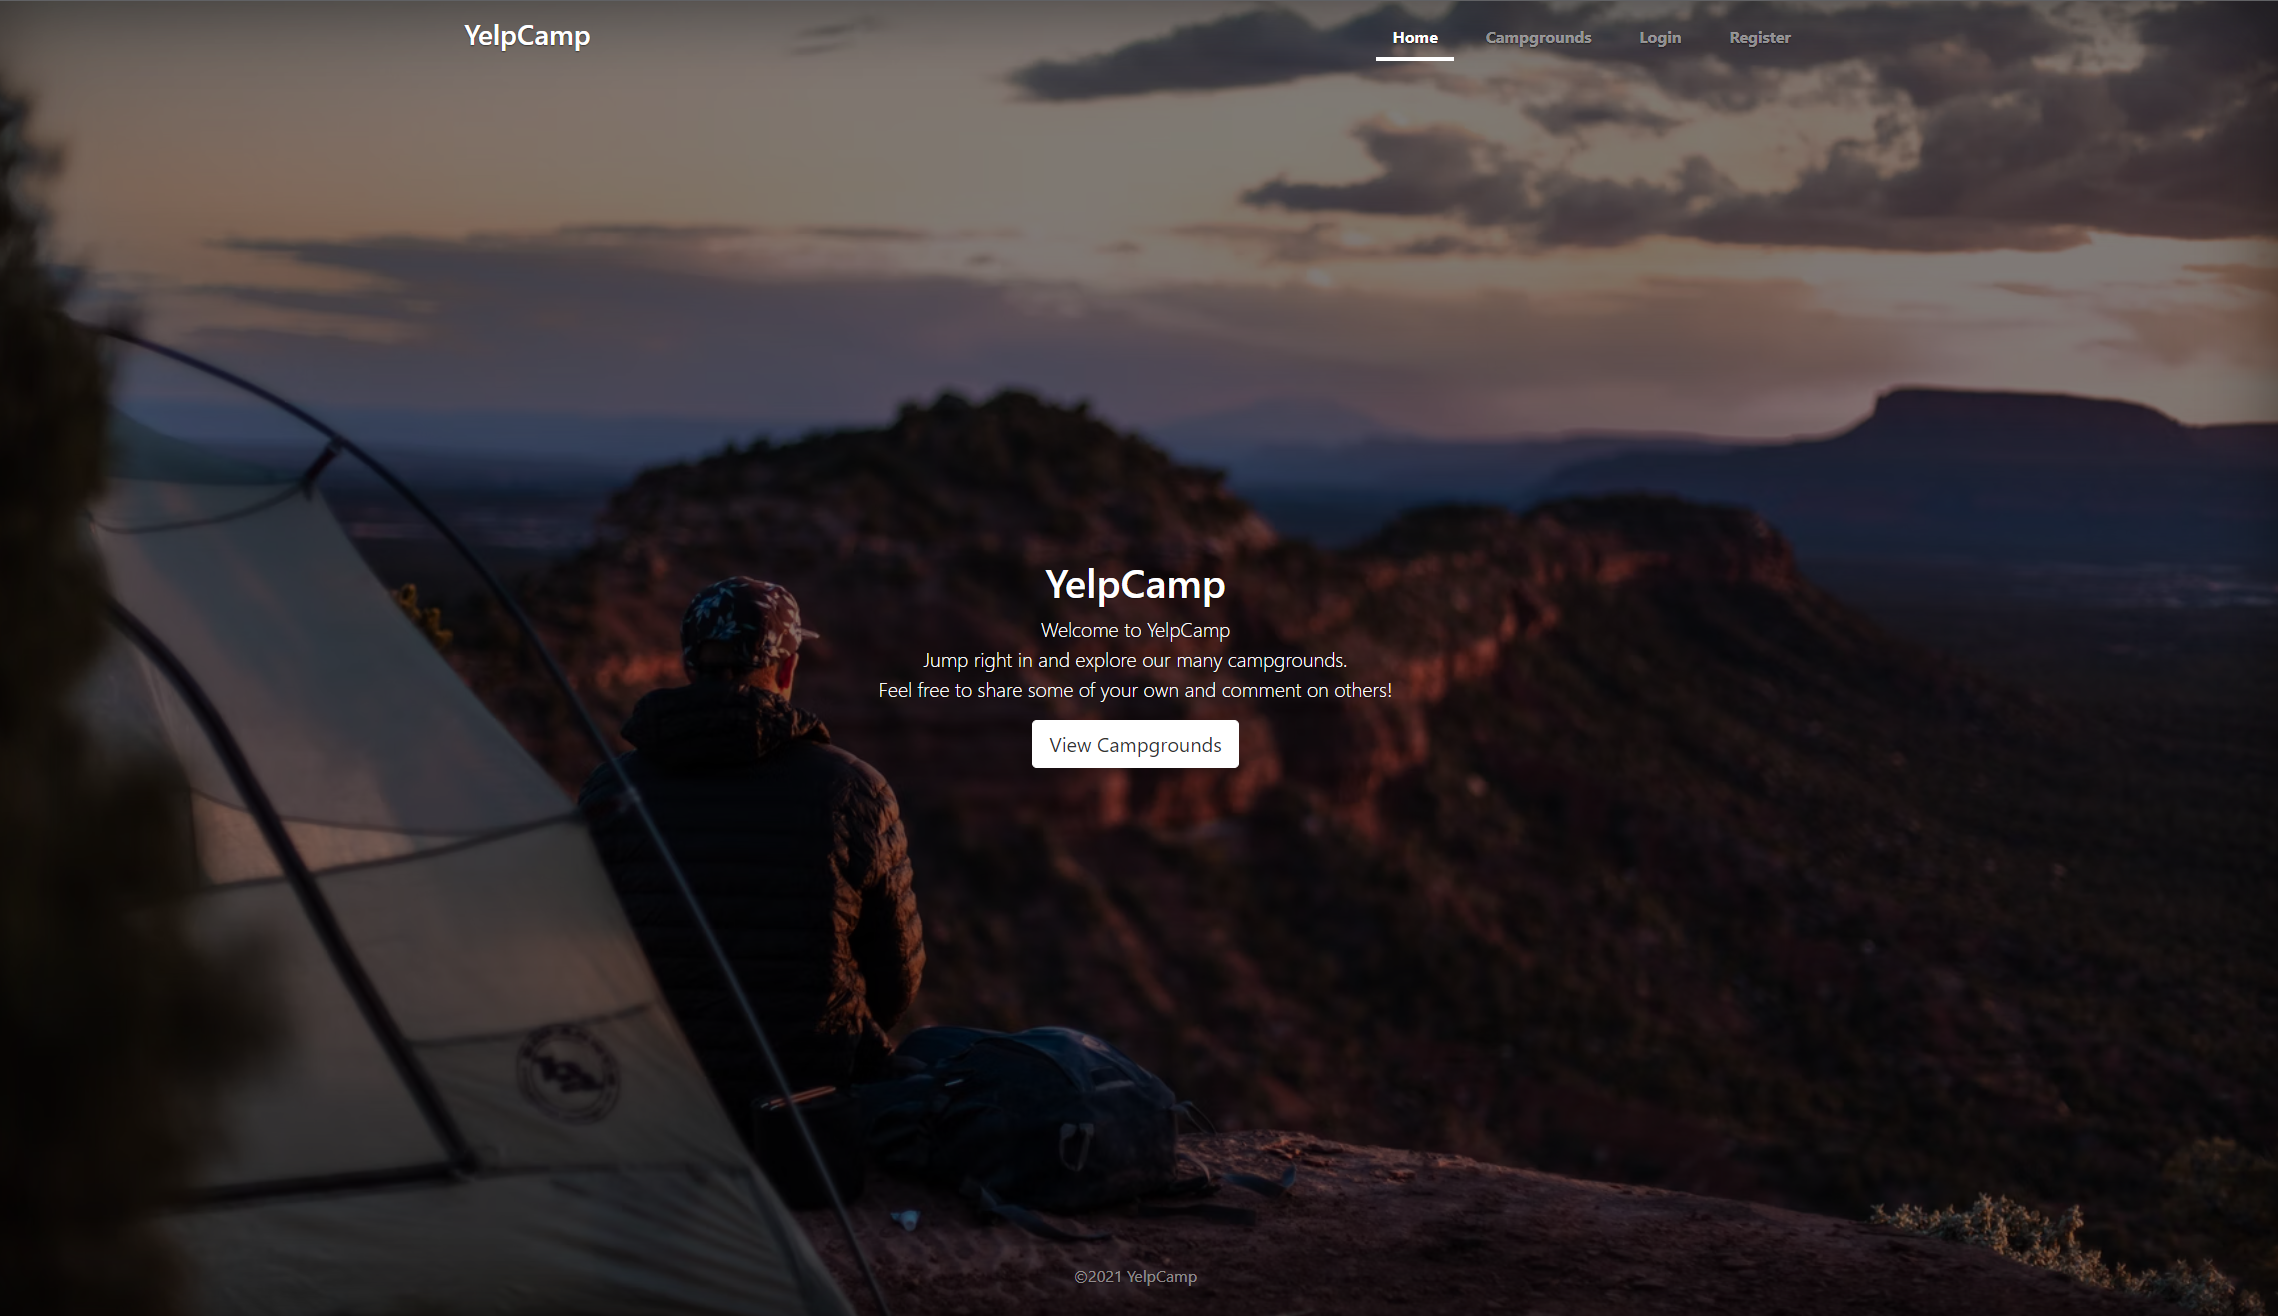 YelpCamp
Home Campgrounds Login Register
YelpCamp
Welcome to YelpCamp
Jump right in and explore our many campgrounds.
Feel free to share some of your own and comment on others!
View Campgrounds
©2021 YelpCamp